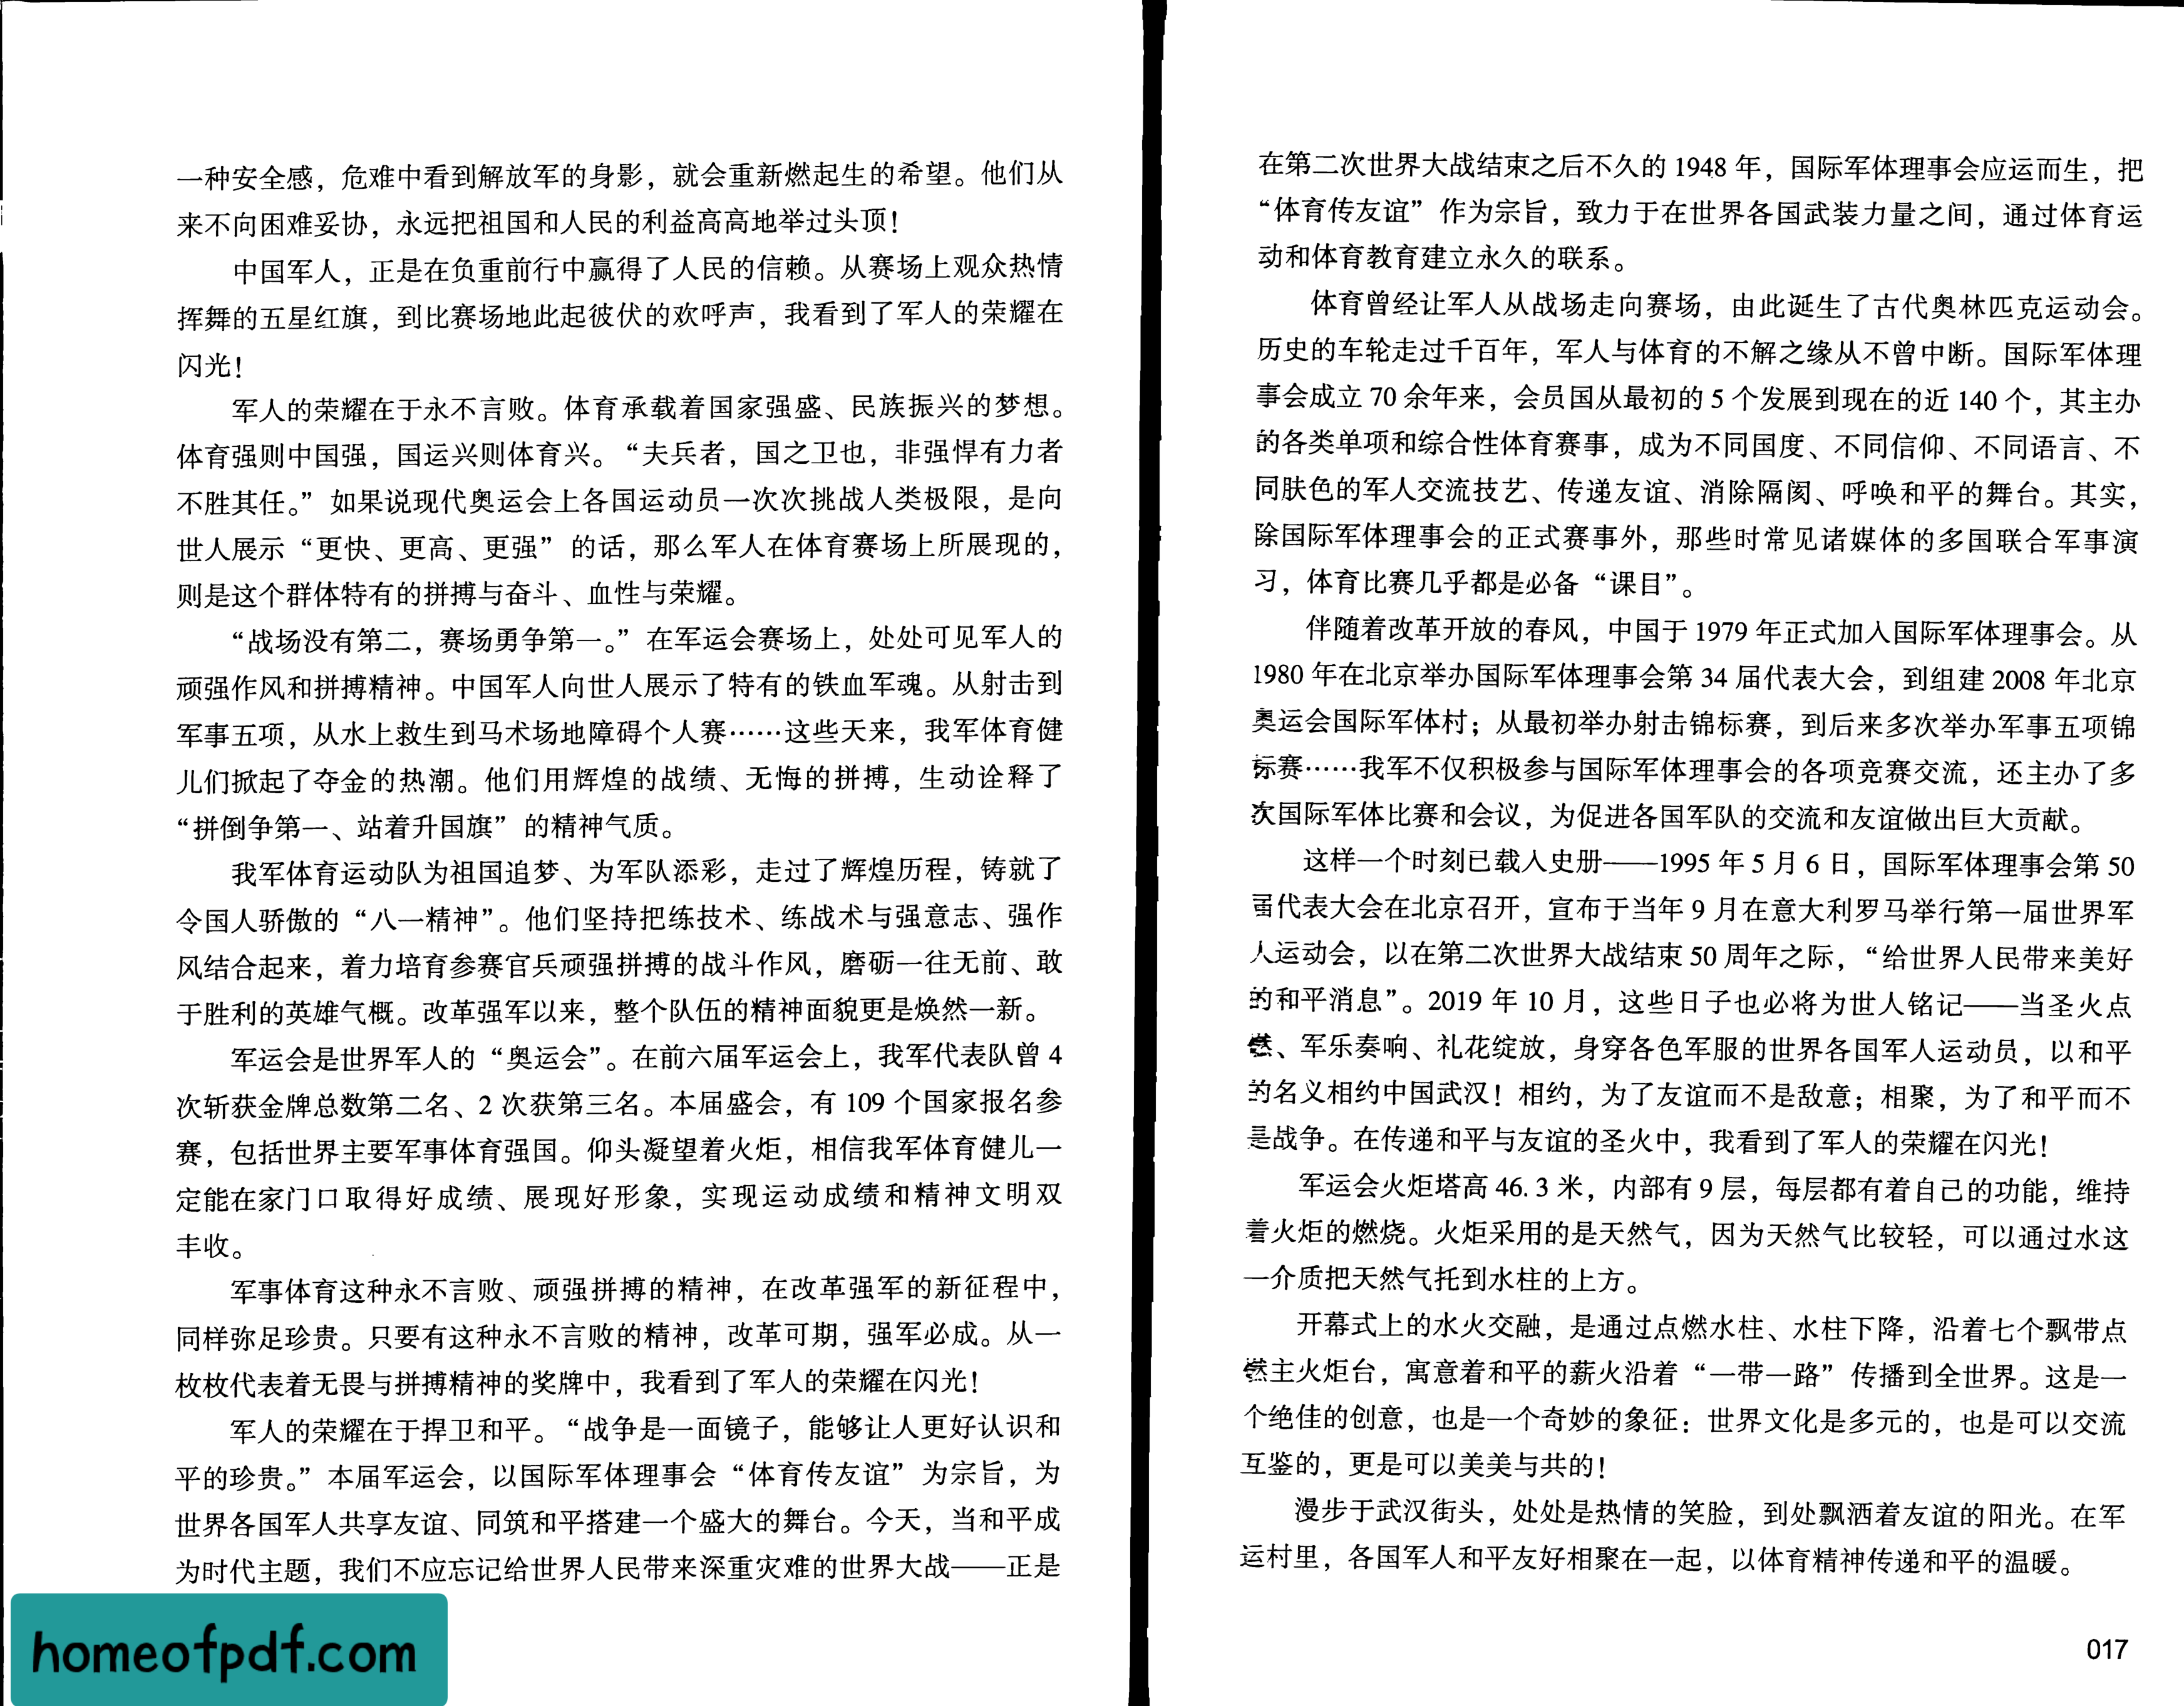 一种安全感，危难中看到解放军的身影，就会重新燃起生的希望。他们从
来不向困难妥协，永远把祖国和人民的利益高高地举过头顶！
中国军人，正是在负重前行中赢得了人民的信赖。从赛场上观众热情
挥舞的五星红旗，到比赛场地此起彼伏的欢呼声，我看到了军人的荣耀在
闪光！
军人的荣耀在于永不言败。体育承载着国家强盛、民族振兴的梦想。
体育强则中国强，国运兴则体育兴。“夫兵者，国之卫也，非强悍有力者
不胜其任。”如果说现代奥运会上各国运动员一次次挑战人类极限，是向
世人展示“更快、更高、更强”的话，那么军人在体育赛场上所展现的，
则是这个群体特有的拼搏与奋斗、血性与荣耀。
“战场没有第二，赛场勇争第一。”在军运会赛场上，处处可见军人的
顽强作风和拼搏精神。中国军人向世人展示了特有的铁血军魂。从射击到
军事五项，从水上救生到马术场地障碍个人赛……这些天来，我军体育健
儿们掀起了夺金的热潮。他们用辉煌的战绩、无悔的拼搏，生动诠释了
“拼倒争第一、站着升国旗”的精神气质。
我军体育运动队为祖国追梦、为军队添彩，走过了辉煌历程，铸就了
令国人骄傲的“八一精神”。他们坚持把练技术、练战术与强意志、强作
风结合起来，着力培育参赛官兵顽强拼搏的战斗作风，磨砺一往无前、敢
于胜利的英雄气概。改革强军以来，整个队伍的精神面貌更是焕然一新。
军运会是世界军人的“奥运会”。在前六届军运会上，我军代表队曾 4
次斩获金牌总数第二名、2 次获第三名。本届盛会，有 109 个国家报名参
赛，包括世界主要军事体育强国。仰头凝望着火炬，相信我军体育健儿一
定能在家门口取得好成绩、展现好形象，实现运动成绩和精神文明双
丰收。
军事体育这种永不言败、顽强拼搏的精神，在改革强军的新征程中，
同样弥足珍贵。只要有这种永不言败的精神，改革可期，强军必成。从一
枚枚代表着无畏与拼搏精神的奖牌中，我看到了军人的荣耀在闪光！
军人的荣耀在于捍卫和平。“战争是一面镜子，能够让人更好认识和
平的珍贵。”本届军运会，以国际军体理事会“体育传友谊”为宗旨，为
世界各国军人共享友谊、同筑和平搭建一个盛大的舞台。今天，当和平成
为时代主题，我们不应忘记给世界人民带来深重灾难的世界大战——正是
homeofpdf.com
在第二次世界大战结束之后不久的 1948 年，国际军体理事会应运而生，把
“体育传友谊”作为宗旨，致力于在世界各国武装力量之间，通过体育运
动和体育教育建立永久的联系。
体育曾经让军人从战场走向赛场，由此诞生了古代奥林匹克运动会。
历史的车轮走过千百年，军人与体育的不解之缘从不曾中断。国际军体理
事会成立 70 余年来，会员国从最初的 5 个发展到现在的近 140 个，其主办
的各类单项和综合性体育赛事，成为不同国度、不同信仰、不同语言、不
同肤色的军人交流技艺、传递友谊、消除隔阂、呼唤和平的舞台。其实，
除国际军体理事会的正式赛事外，那些时常见诸媒体的多国联合军事演
习，体育比赛几乎都是必备“课目”。
伴随着改革开放的春风，中国于 1979 年正式加入国际军体理事会。从
1980 年在北京举办国际军体理事会第 34 届代表大会，到组建 2008 年北京
奥运会国际军体村；从最初举办射击锦标赛，到后来多次举办军事五项锦
标赛……我军不仅积极参与国际军体理事会的各项竞赛交流，还主办了多
次国际军体比赛和会议，为促进各国军队的交流和友谊做出巨大贡献。
这样一个时刻已载入史册——1995 年 5 月 6 日，国际军体理事会第 50
届代表大会在北京召开，宣布于当年 9 月在意大利罗马举行第一届世界军
人运动会，以在第二次世界大战结束 50 周年之际，“给世界人民带来美好
的和平消息”。2019 年 10 月，这些日子也必将为世人铭记——当圣火点
燃、军乐奏响、礼花绽放，身穿各色军服的世界各国军人运动员，以和平
的名义相约中国武汉！相约，为了友谊而不是敌意；相聚，为了和平而不
是战争。在传递和平与友谊的圣火中，我看到了军人的荣耀在闪光！
军运会火炬塔高 46.3 米，内部有 9 层，每层都有着自己的功能，维持
着火炬的燃烧。火炬采用的是天然气，因为天然气比较轻，可以通过水这
一介质把天然气托到水柱的上方。
开幕式上的水火交融，是通过点燃水柱、水柱下降，沿着七个飘带点
燃主火炬台，寓意着和平的薪火沿着“一带一路”传播到全世界。这是一
个绝佳的创意，也是一个奇妙的象征：世界文化是多元的，也是可以交流
互鉴的，更是可以美美与共的！
漫步于武汉街头，处处是热情的笑脸，到处飘洒着友谊的阳光。在军
运村里，各国军人和平友好相聚在一起，以体育精神传递和平的温暖。
017